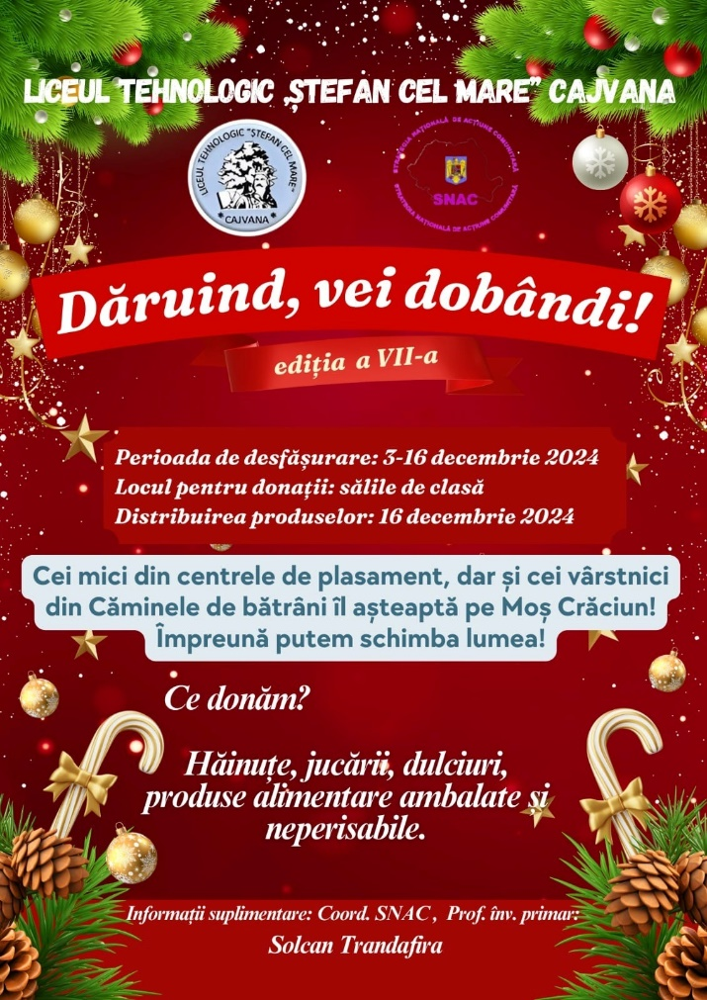 LICEUL TEHNOLOGIC „ȘTEFAN CEL MARE” CAJVANA
LICEUL TEHNOLOGIC "ȘTEFAN CEL MARE"
CAJVANA
STRATEGIA NAȚIONALĂ DE ACȚIUNE COMUNITARĂ
SNAC
STRATEGIA NAȚIONALĂ DE ACȚIUNE COMUNITARĂ
Dăruind, vei dobândi!
ediția a VII-a
Perioada de desfășurare: 3-16 decembrie 2024
Locul pentru donații: sălile de clasă
Distribuirea produselor: 16 decembrie 2024
Cei mici din centrele de plasament, dar și cei vârstnici
din Căminele de bătrâni îl așteaptă pe Moș Crăciun!
Împreună putem schimba lumea!
Ce donăm?
Hăinuțe, jucării, dulciuri,
produse alimentare ambalate și
neperisabile.
Informații suplimentare: Coord. SNAC , Prof. înv. primar:
Solcan Trandafira